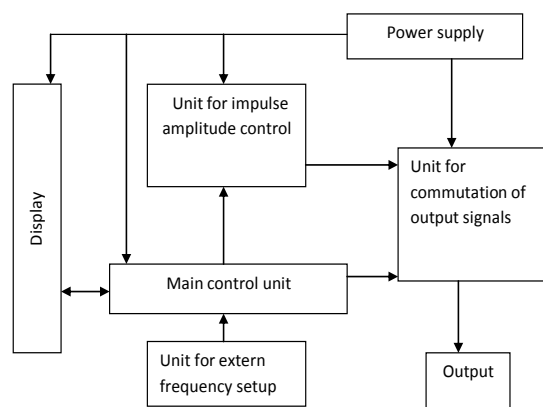 Power supply
Unit for impulse
amplitude control
Unit for
commutation of
output signals
Display
Main control unit
Unit for extern
frequency setup
Output